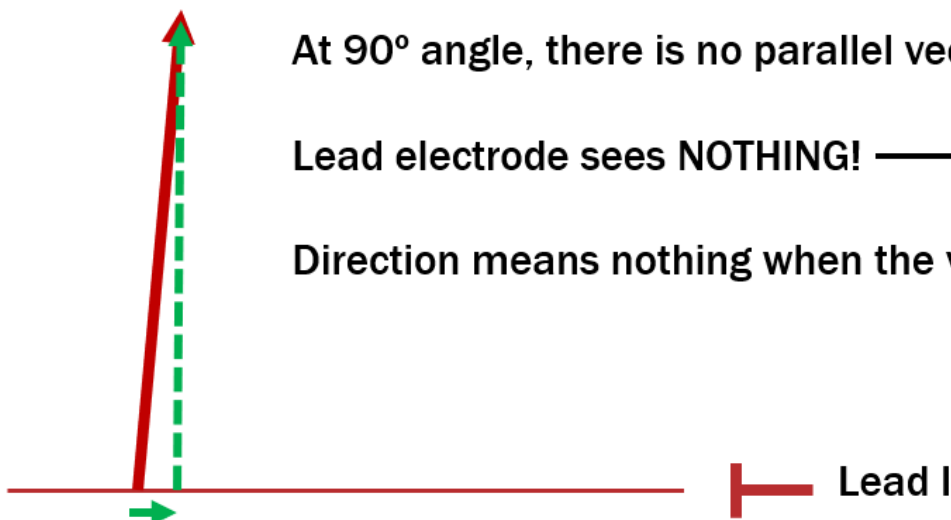 At 90º angle, there is no parallel
Lead electrode sees NOTHING!
Direction means nothing when the
Lead